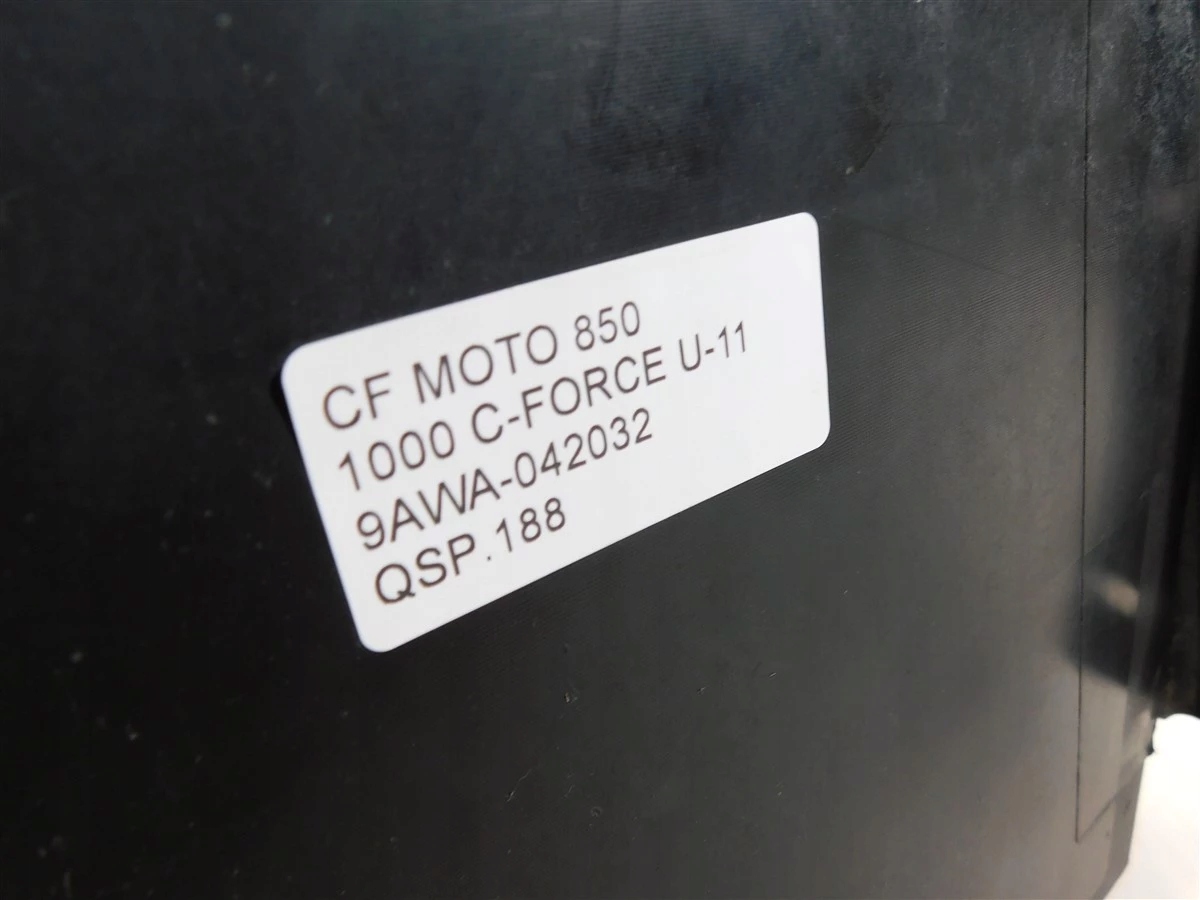 CF MOTO 850
1000 C-FORCE U-11
9AWA-042032
QSP.188